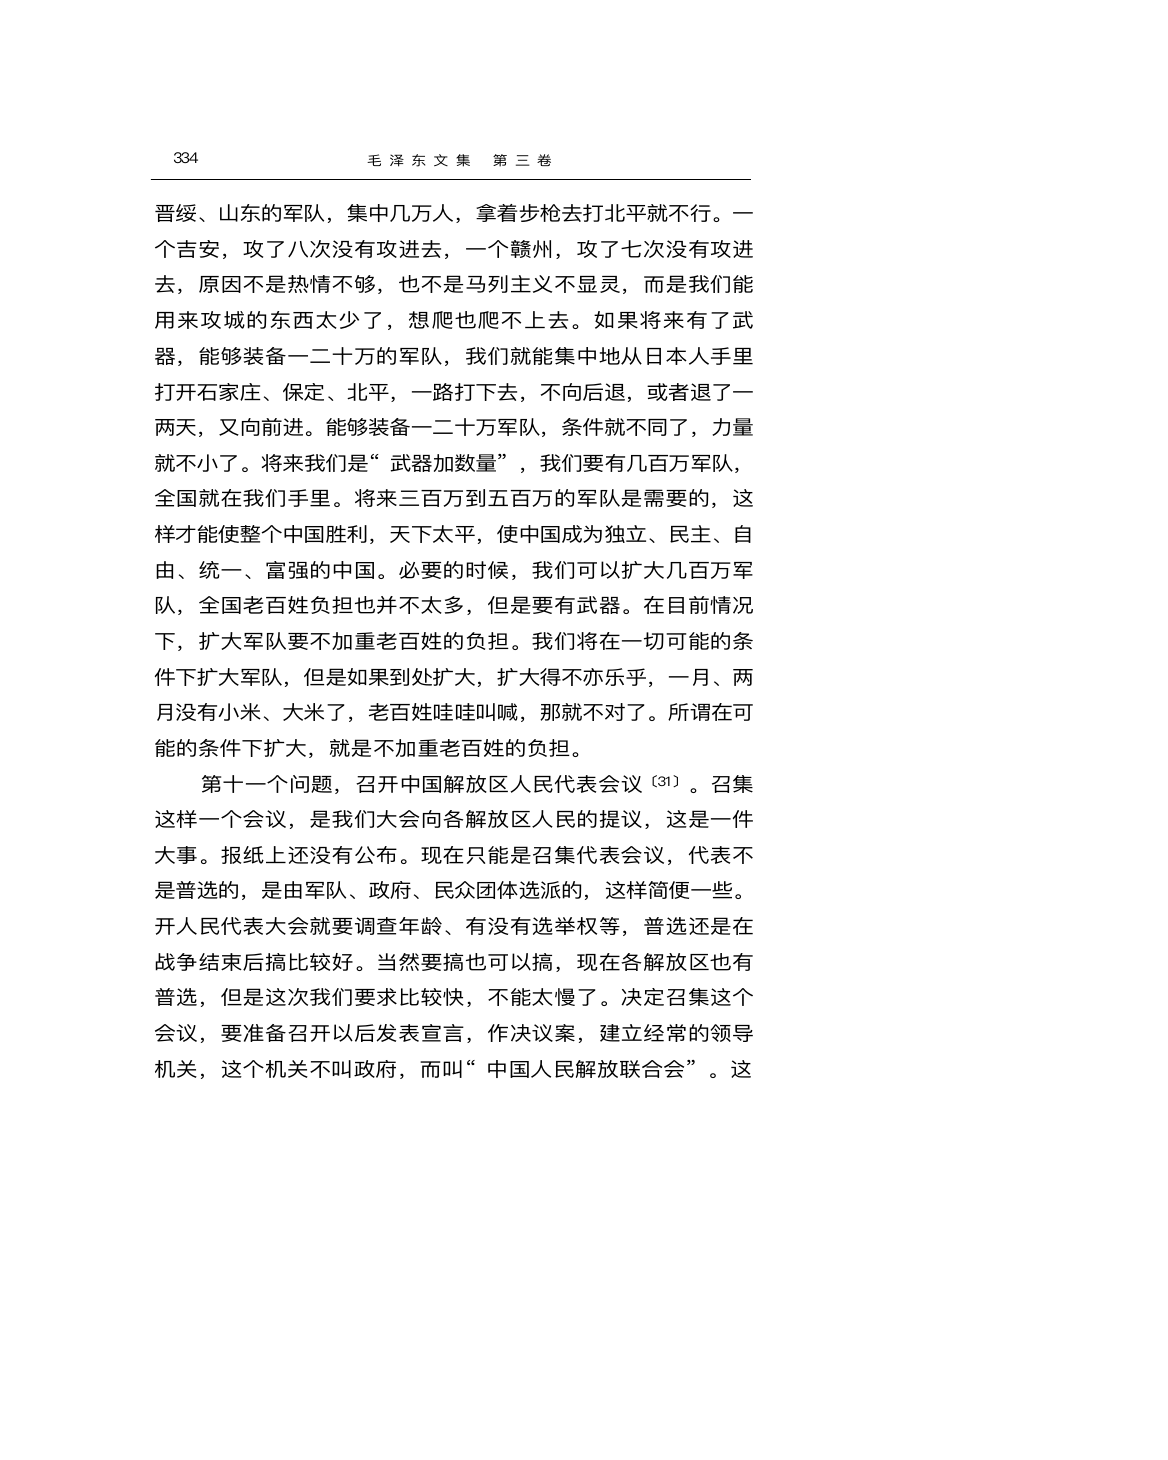 334
毛泽东文集 第三卷
晋绥、山东的军队，集中几万人，拿着步枪去打北平就不行。一
个吉安，攻了八次没有攻进去，一个赣州，攻了七次没有攻进
去，原因不是热情不够，也不是马列主义不显灵，而是我们能
用来攻城的东西太少了，想爬也爬不上去。如果将来有了武
器，能够装备一二十万的军队，我们就能集中地从日本人手里
打开石家庄、保定、北平，一路打下去，不向后退，或者退了一
两天，又向前进。能够装备一二十万军队，条件就不同了，力量
就不小了。将来我们是“武器加数量”，我们要有几百万军队，
全国就在我们手里。将来三百万到五百万的军队是需要的，这
样才能使整个中国胜利，天下太平，使中国成为独立、民主、自
由、统一、富强的中国。必要的时候，我们可以扩大几百万军
队，全国老百姓负担也并不太多，但是要有武器。在目前情况
下，扩大军队要不加重老百姓的负担。我们将在一切可能的条
件下扩大军队，但是如果到处扩大，扩大得不亦乐乎，一月、两
月没有小米、大米了，老百姓哇哇叫喊，那就不对了。所谓在可
能的条件下扩大，就是不加重老百姓的负担。
第十一个问题，召开中国解放区人民代表会议〔31〕。召集
这样一个会议，是我们大会向各解放区人民的提议，这是一件
大事。报纸上还没有公布。现在只能是召集代表会议，代表不
是普选的，是由军队、政府、民众团体选派的，这样简便一些。
开人民代表大会就要调查年龄、有没有选举权等，普选还是在
战争结束后搞比较好。当然要搞也可以搞，现在各解放区也有
普选，但是这次我们要求比较快，不能太慢了。决定召集这个
会议，要准备召开以后发表宣言，作决议案，建立经常的领导
机关，这个机关不叫政府，而叫“中国人民解放联合会”。这